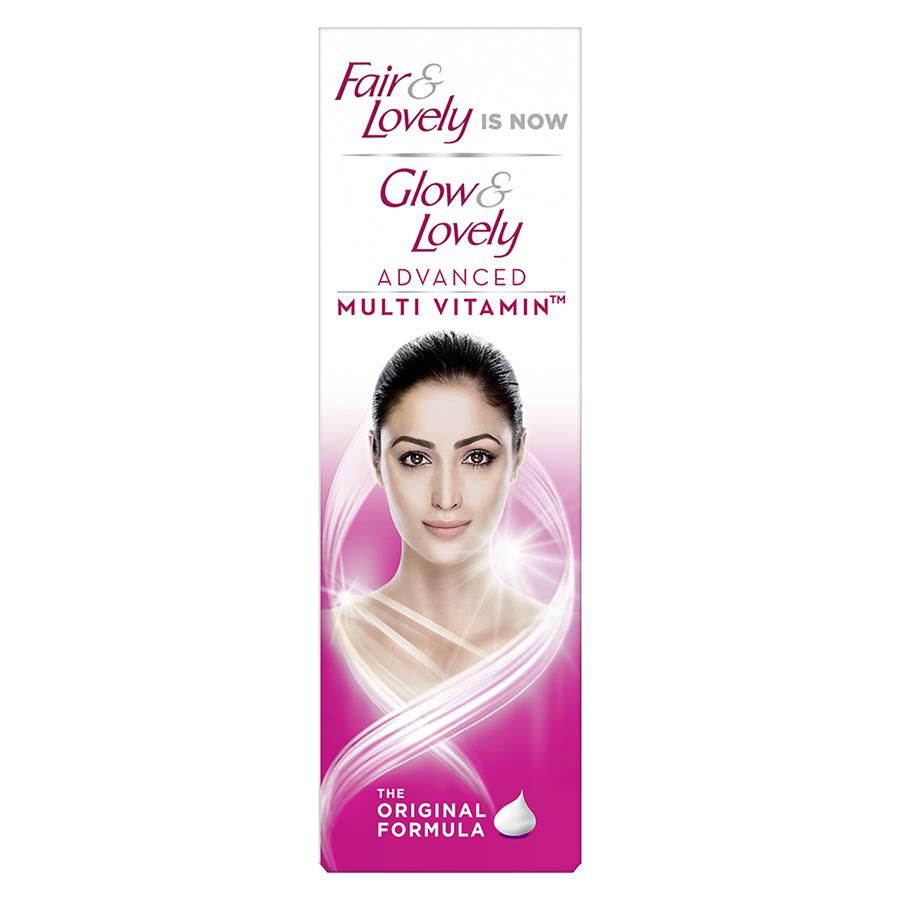 Fair &
Lovely IS NOW
Glow &
Lovely
ADVANCED
MULTI VITAMIN™
THE
ORIGINAL
FORMULA